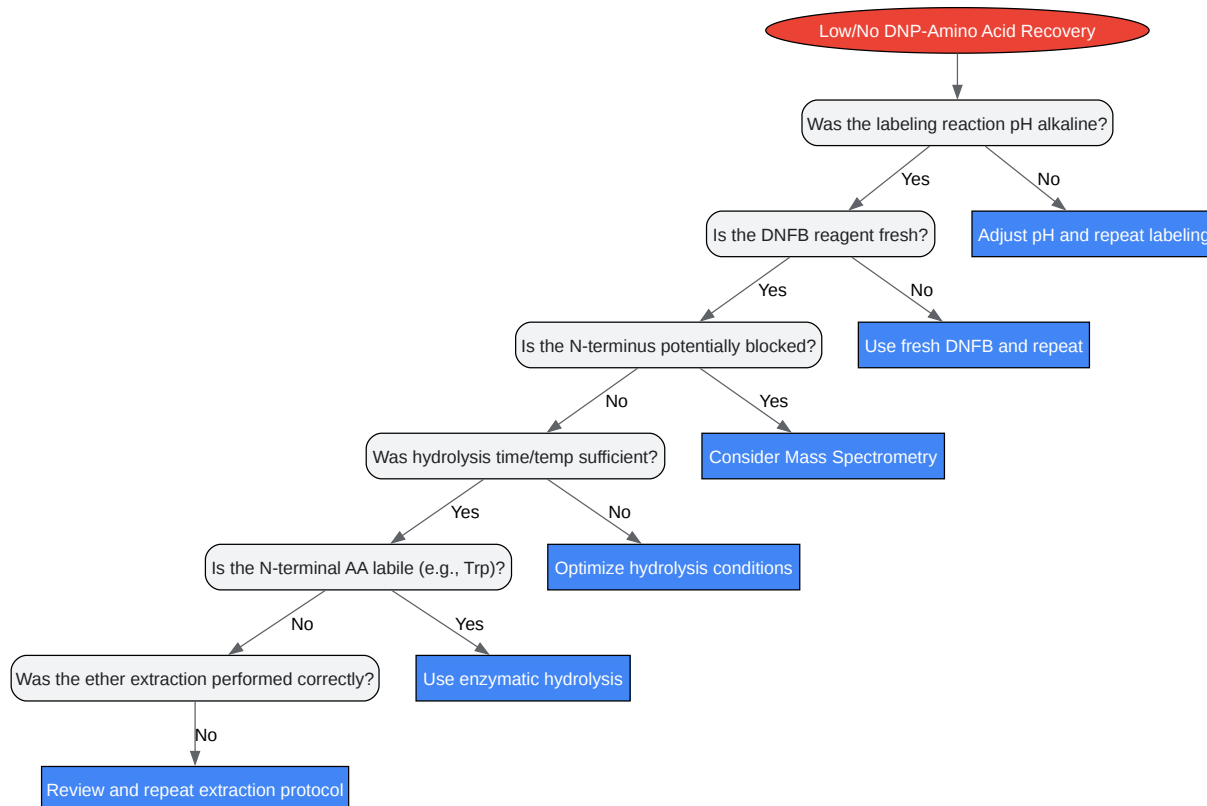 Low/No DNP-Amino Acid Recovery
Was the labeling reaction pH alkaline?
Yes
No
Is the DNFB reagent fresh?
Adjust pH and repeat labeling
Yes
No
Is the N-terminus potentially blocked?
Use fresh DNFB and repeat
No
Yes
Was hydrolysis time/temp sufficient?
Consider Mass Spectrometry
Yes
No
Is the N-terminal AA labile (e.g., Trp)?
Optimize hydrolysis conditions
No
Yes
Was the ether extraction performed correctly?
Use enzymatic hydrolysis
No
Review and repeat extraction protocol